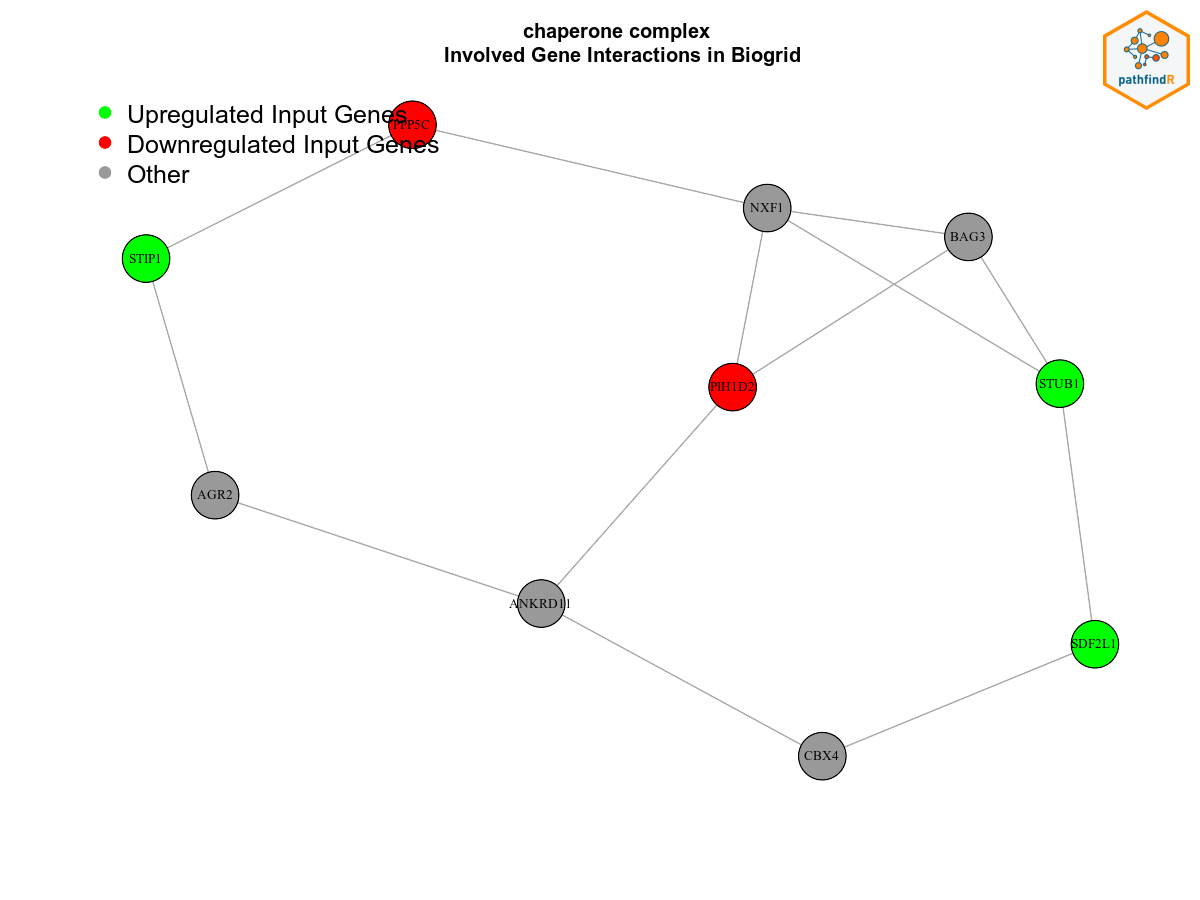 chaperone complex
Involved Gene Interactions in Biogrid
pathfindR
Upregulated Input Genes
Downregulated Input Genes
Other
PPP5C
NXF1
BAG3
STIP1
PIH1D2
STUB1
AGR2
ANKRD11
SDF2L1
CBX4